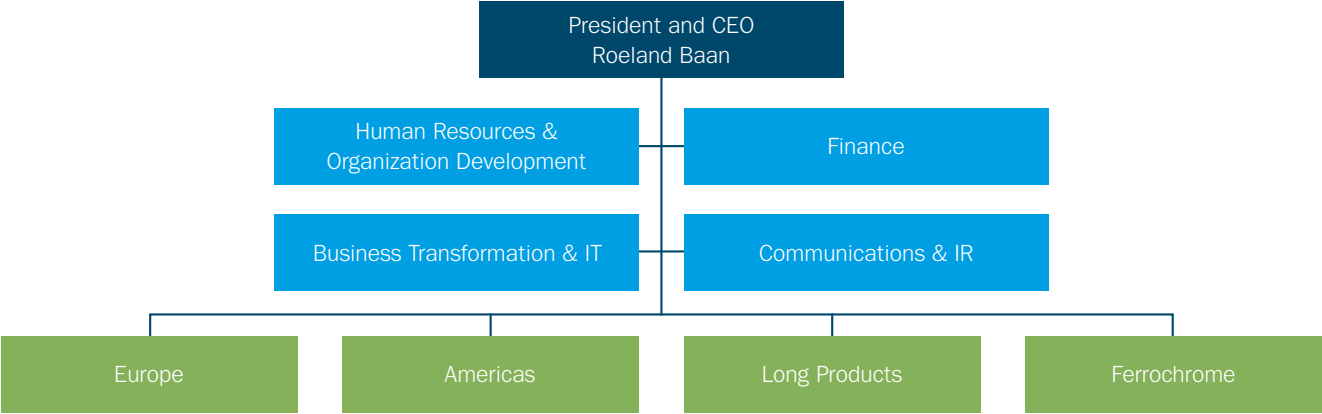 President and CEO
Roeland Baan
Human Resources &
Organization Development
Finance
Business Transformation & IT
Communications & IR
Europe
Americas
Long Products
Ferrochrome